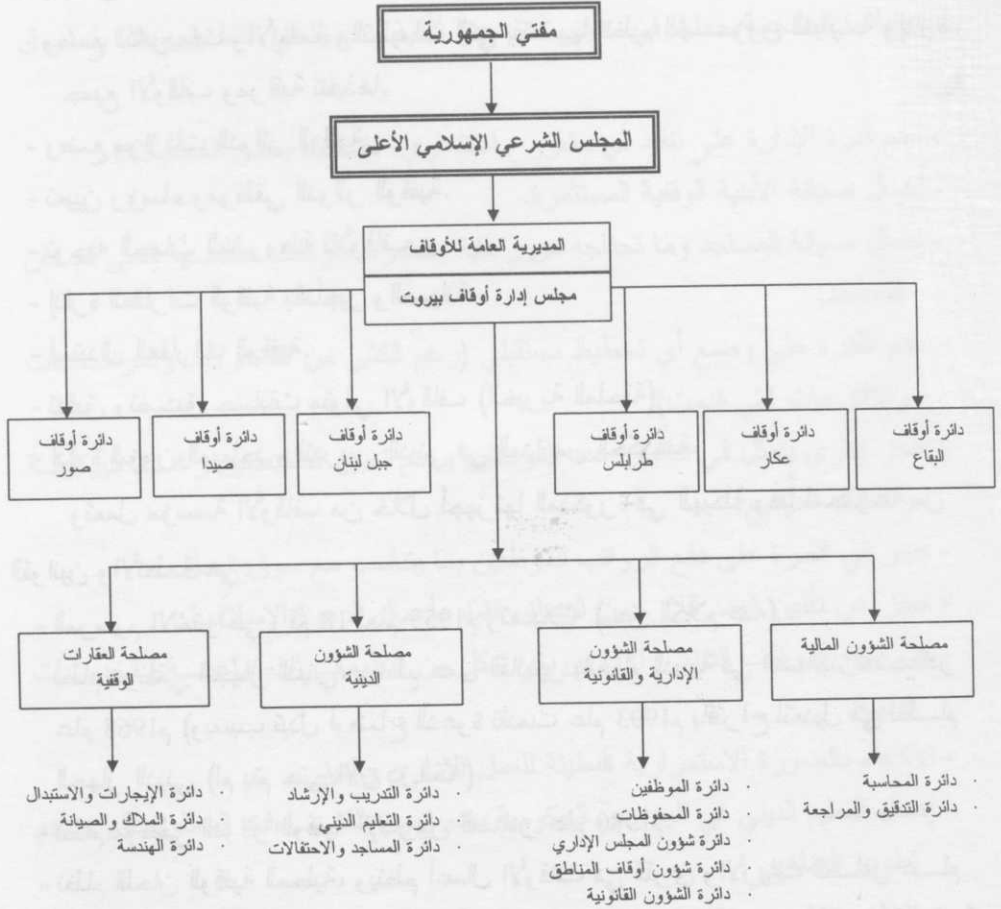 مفتي الجمهورية
المجلس الشرعي الإسلامي الأعلى
المديرية العامة للأوقاف
مجلس إدارة أوقاف بيروت
دائرة أوقاف
البقاع
دائرة أوقاف
عكار
دائرة أوقاف
طرابلس
دائرة أوقاف
جبل لبنان
دائرة أوقاف
صيدا
دائرة أوقاف
صور
مصلحة الشؤون المالية
مصلحة الشؤون
الإدارية والقانونية
مصلحة الشؤون
الدينية
مصلحة العقارات
الوقفية
· دائرة المحاسبة
· دائرة التدقيق والمراجعة
· دائرة الموظفين
· دائرة المحفوظات
· دائرة شؤون المجلس الإداري
· دائرة شؤون أوقاف المناطق
· دائرة الشؤون القانونية
· دائرة التدريب والإرشاد
· دائرة التعليم الديني
· دائرة المساجد والاحتفالات
· دائرة الإيجارات والاستبدال
· دائرة الملاك والصيانة
· دائرة الهندسة